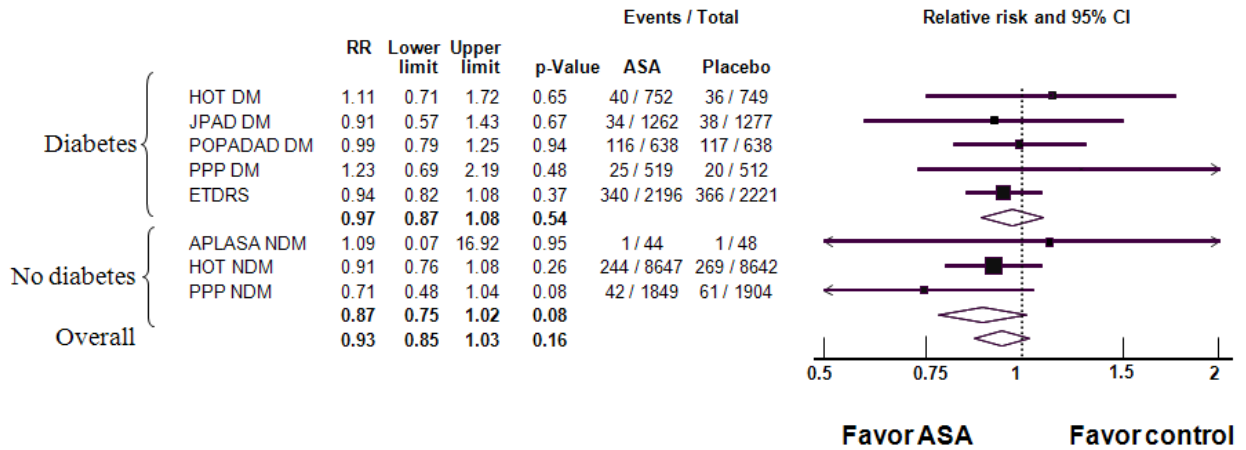 Events / Total Relative risk and 95% CI
RR Lower limit Upper limit p-Value ASA Placebo
Diabetes
HOT DM 1.11 0.71 1.72 0.65 40 / 752 36 / 749
JPAD DM 0.91 0.57 1.43 0.67 34 / 1262 38 / 1277
POPADAD DM 0.99 0.79 1.25 0.94 116 / 638 117 / 638
PPP DM 1.23 0.69 2.19 0.48 25 / 519 20 / 512
ETDRS 0.94 0.82 1.08 0.37 340 / 2196 366 / 2221
0.97 0.87 1.08 0.54
No diabetes
APLASA NDM 1.09 0.07 16.92 0.95 1 / 44 1 / 48
HOT NDM 0.91 0.76 1.08 0.26 244 / 8647 269 / 8642
PPP NDM 0.71 0.48 1.04 0.08 42 / 1849 61 / 1904
0.87 0.75 1.02 0.08
Overall 0.93 0.85 1.03 0.16
0.5 0.75 1 1.5 2
Favor ASA Favor control